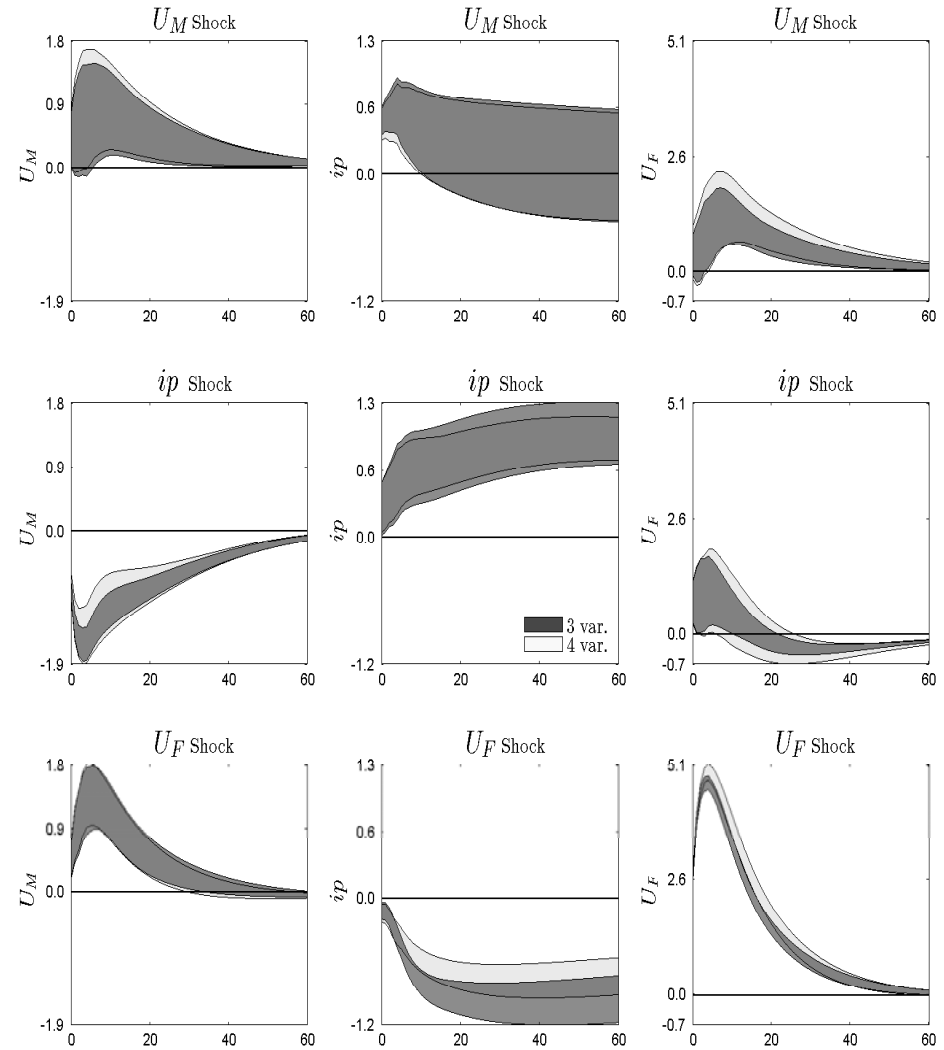 U_M Shock U_M Shock U_M Shock
1.8 1.3 5.1
0.9 0.6 2.6
0.0 0.0 0.0
-1.9 -1.2 -0.7
U_M ip U_F
0 20 40 60 0 20 40 60 0 20 40 60
ip Shock ip Shock ip Shock
1.8 1.3 5.1
0.9 0.6 2.6
0.0 0.0 0.0
-1.9 -1.2 -0.7
U_M ip U_F
3 var.
4 var.
0 20 40 60 0 20 40 60 0 20 40 60
U_F Shock U_F Shock U_F Shock
1.8 1.3 5.1
0.9 0.6 2.6
0.0 0.0 0.0
-1.9 -1.2 -0.7
U_M ip U_F
0 20 40 60 0 20 40 60 0 20 40 60